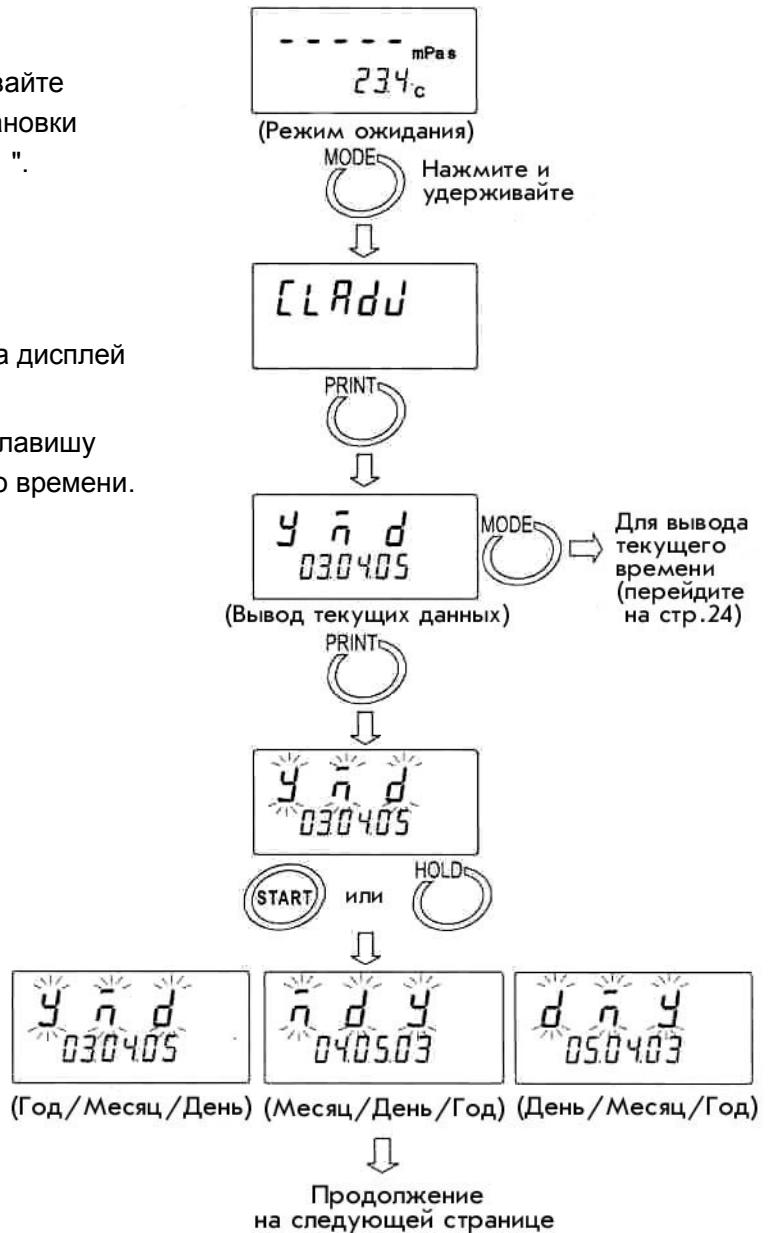 - - - - - mPas
23.4 C
(Режим ожидания)
вайте
ановки
".
MODE
Нажмите и
удерживайте
CLAdJ
а дисплей
лавишу
о времени.
PRINT
y m d
03.04.05
(Вывод текущих данных)
MODE
Для вывода
текущего
времени
(перейдите
на стр.24)
PRINT
y m d
03.04.05
START или HOLD
y m d
03.04.05
(Год/Месяц/День)
m d y
04.05.03
(Месяц/День/Год)
d m y
05.04.03
(День/Месяц/Год)
Продолжение
на следующей странице